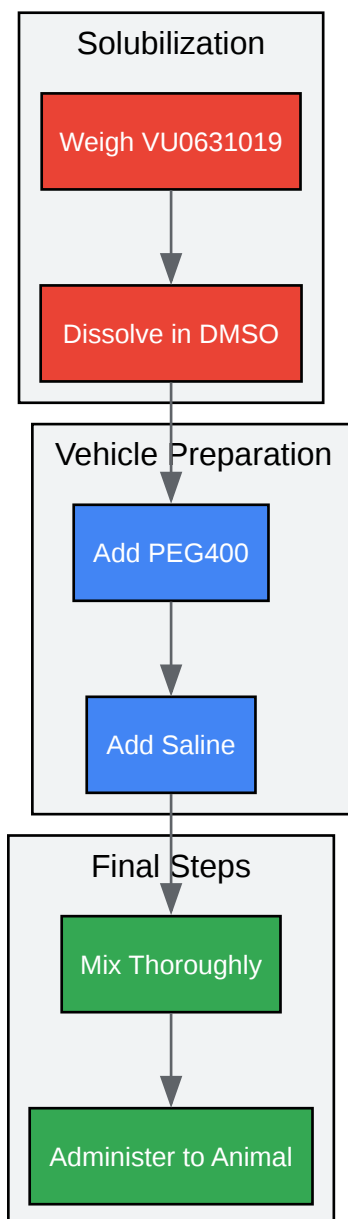 Solubilization
Weigh VU0631019
Dissolve in DMSO
Vehicle Preparation
Add PEG400
Add Saline
Final Steps
Mix Thoroughly
Administer to Animal